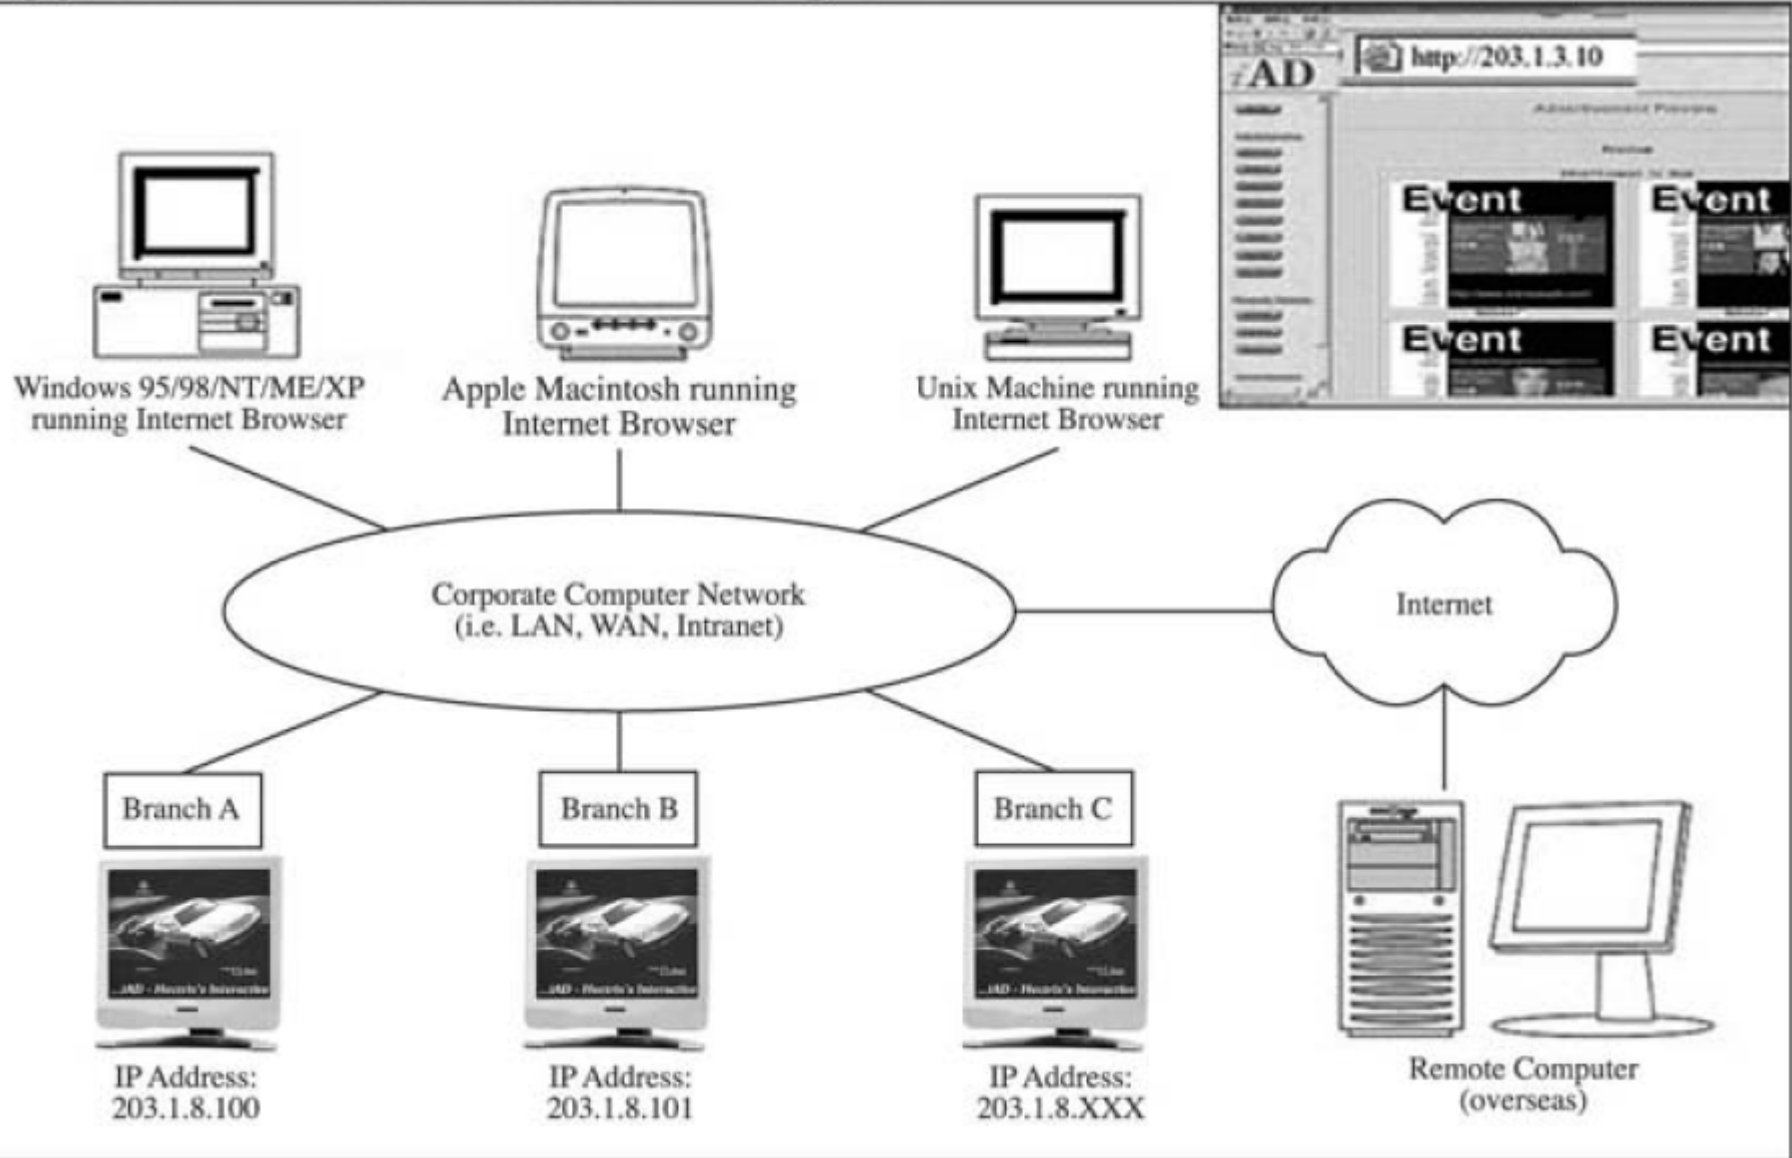 http://203.1.3.10
iAD
Advertisement Preview
Event
Event
Event
Event
Windows 95/98/NT/ME/XP
running Internet Browser
Apple Macintosh running
Internet Browser
Unix Machine running
Internet Browser
Corporate Computer Network
(i.e. LAN, WAN, Intranet)
Internet
Branch A
Branch B
Branch C
IP Address:
203.1.8.100
IP Address:
203.1.8.101
IP Address:
203.1.8.XXX
Remote Computer
(overseas)